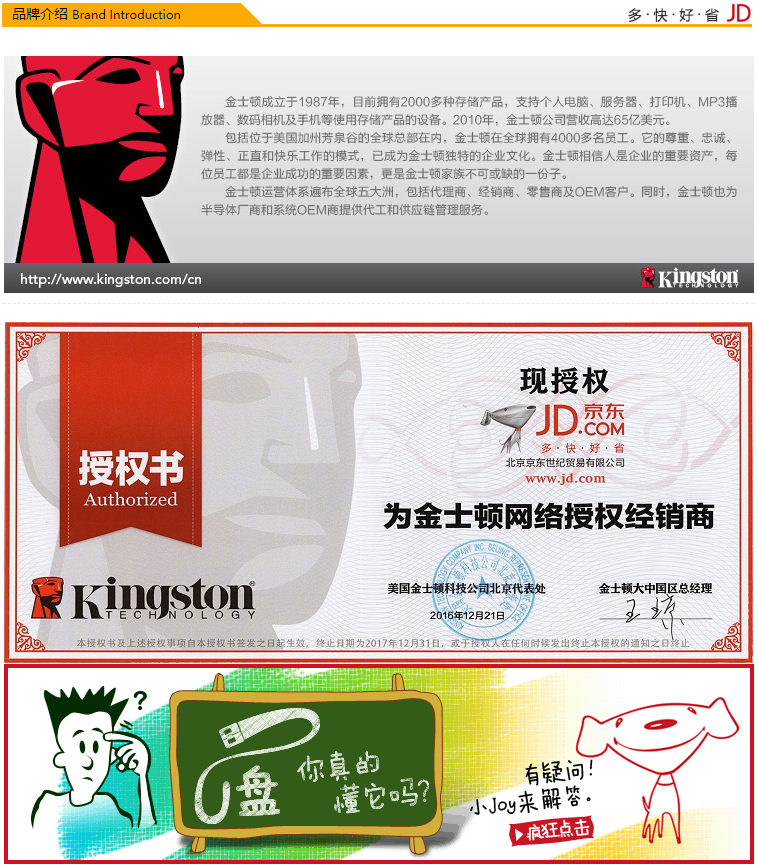 品牌介绍 Brand Introduction
多·快·好·省 JD
金士顿成立于1987年，目前拥有2000多种存储产品，支持个人电脑、服务器、打印机、MP3播
放器、数码相机及手机等使用存储产品的设备。2010年，金士顿公司营收高达65亿美元。
包括位于美国加州芳泉谷的全球总部在内，金士顿在全球拥有4000多名员工。它的尊重、忠诚、
弹性、正直和快乐工作的模式，已成为金士顿独特的企业文化。金士顿相信人是企业的重要资产，每
位员工都是企业成功的重要因素，更是金士顿家族不可或缺的一份子。
金士顿运营体系遍布全球五大洲，包括代理商、经销商、零售商及OEM客户。同时，金士顿也为
半导体厂商和系统OEM商提供代工和供应链管理服务。
http://www.kingston.com/cn
Kingston
TECHNOLOGY
现授权
JD.京东
.COM
多·快·好·省
北京京东世纪贸易有限公司
www.jd.com
授权书
Authorized
为金士顿网络授权经销商
美国金士顿科技公司北京代表处
金士顿大中国区总经理
2016年12月21日
Kingston®
TECHNOLOGY
本授权书及上述授权事项自本授权书签发之日起生效，终止日期为2017年12月31日，或于授权人在任何时候发出终止本授权的通知之日终止
?
U盘
你真的
懂它吗?
有疑问!
小Joy来解答。
疯狂点击